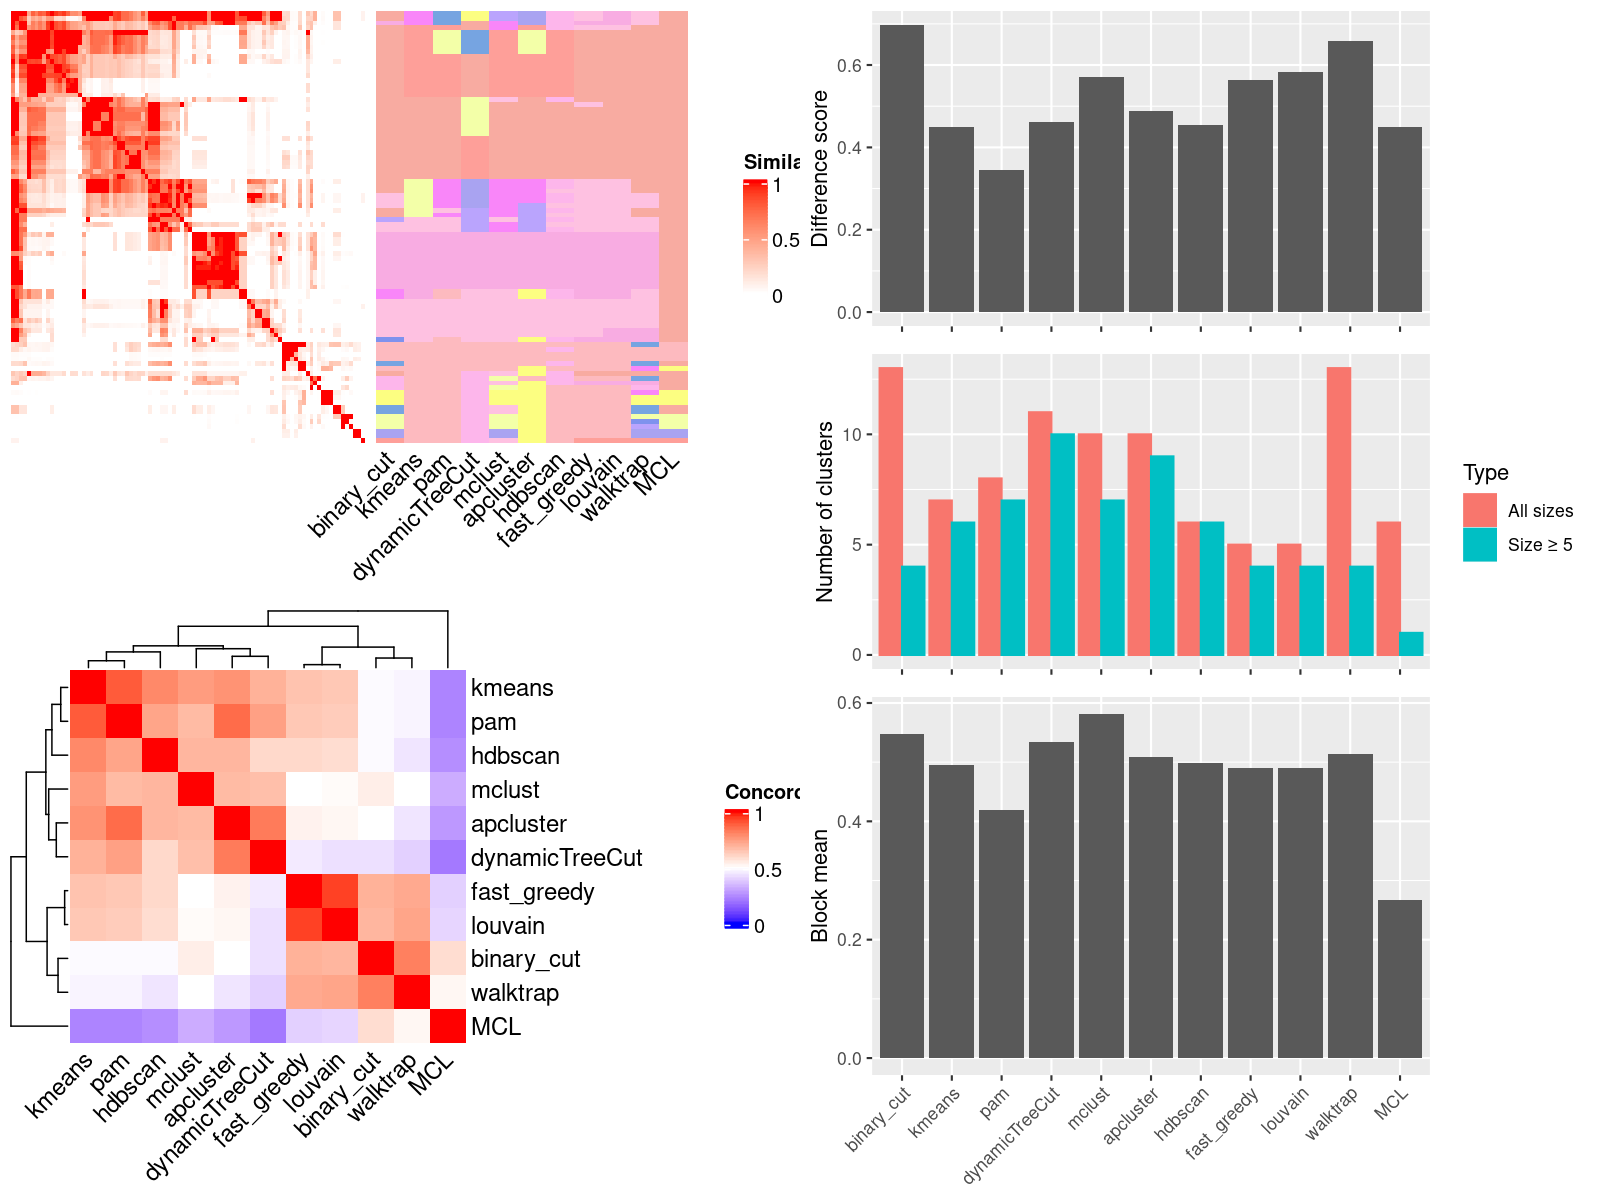 Simila
1
0.5
0
binary_cut
kmeans
pam
dynamicTreeCut
mclust
apcluster
hdbscan
fast_greedy
louvain
walktrap
MCL
kmeans
pam
hdbscan
mclust
apcluster
dynamicTreeCut
fast_greedy
louvain
binary_cut
walktrap
MCL
kmeans
pam
hdbscan
mclust
apcluster
dynamicTreeCut
fast_greedy
louvain
binary_cut
walktrap
MCL
Concord
1
0.5
0
Difference score
0.6
0.4
0.2
0.0
Number of clusters
10
5
0
Type
All sizes
Size ≥ 5
Block mean
0.6
0.4
0.2
0.0
binary_cut
kmeans
pam
dynamicTreeCut
mclust
apcluster
hdbscan
fast_greedy
louvain
walktrap
MCL